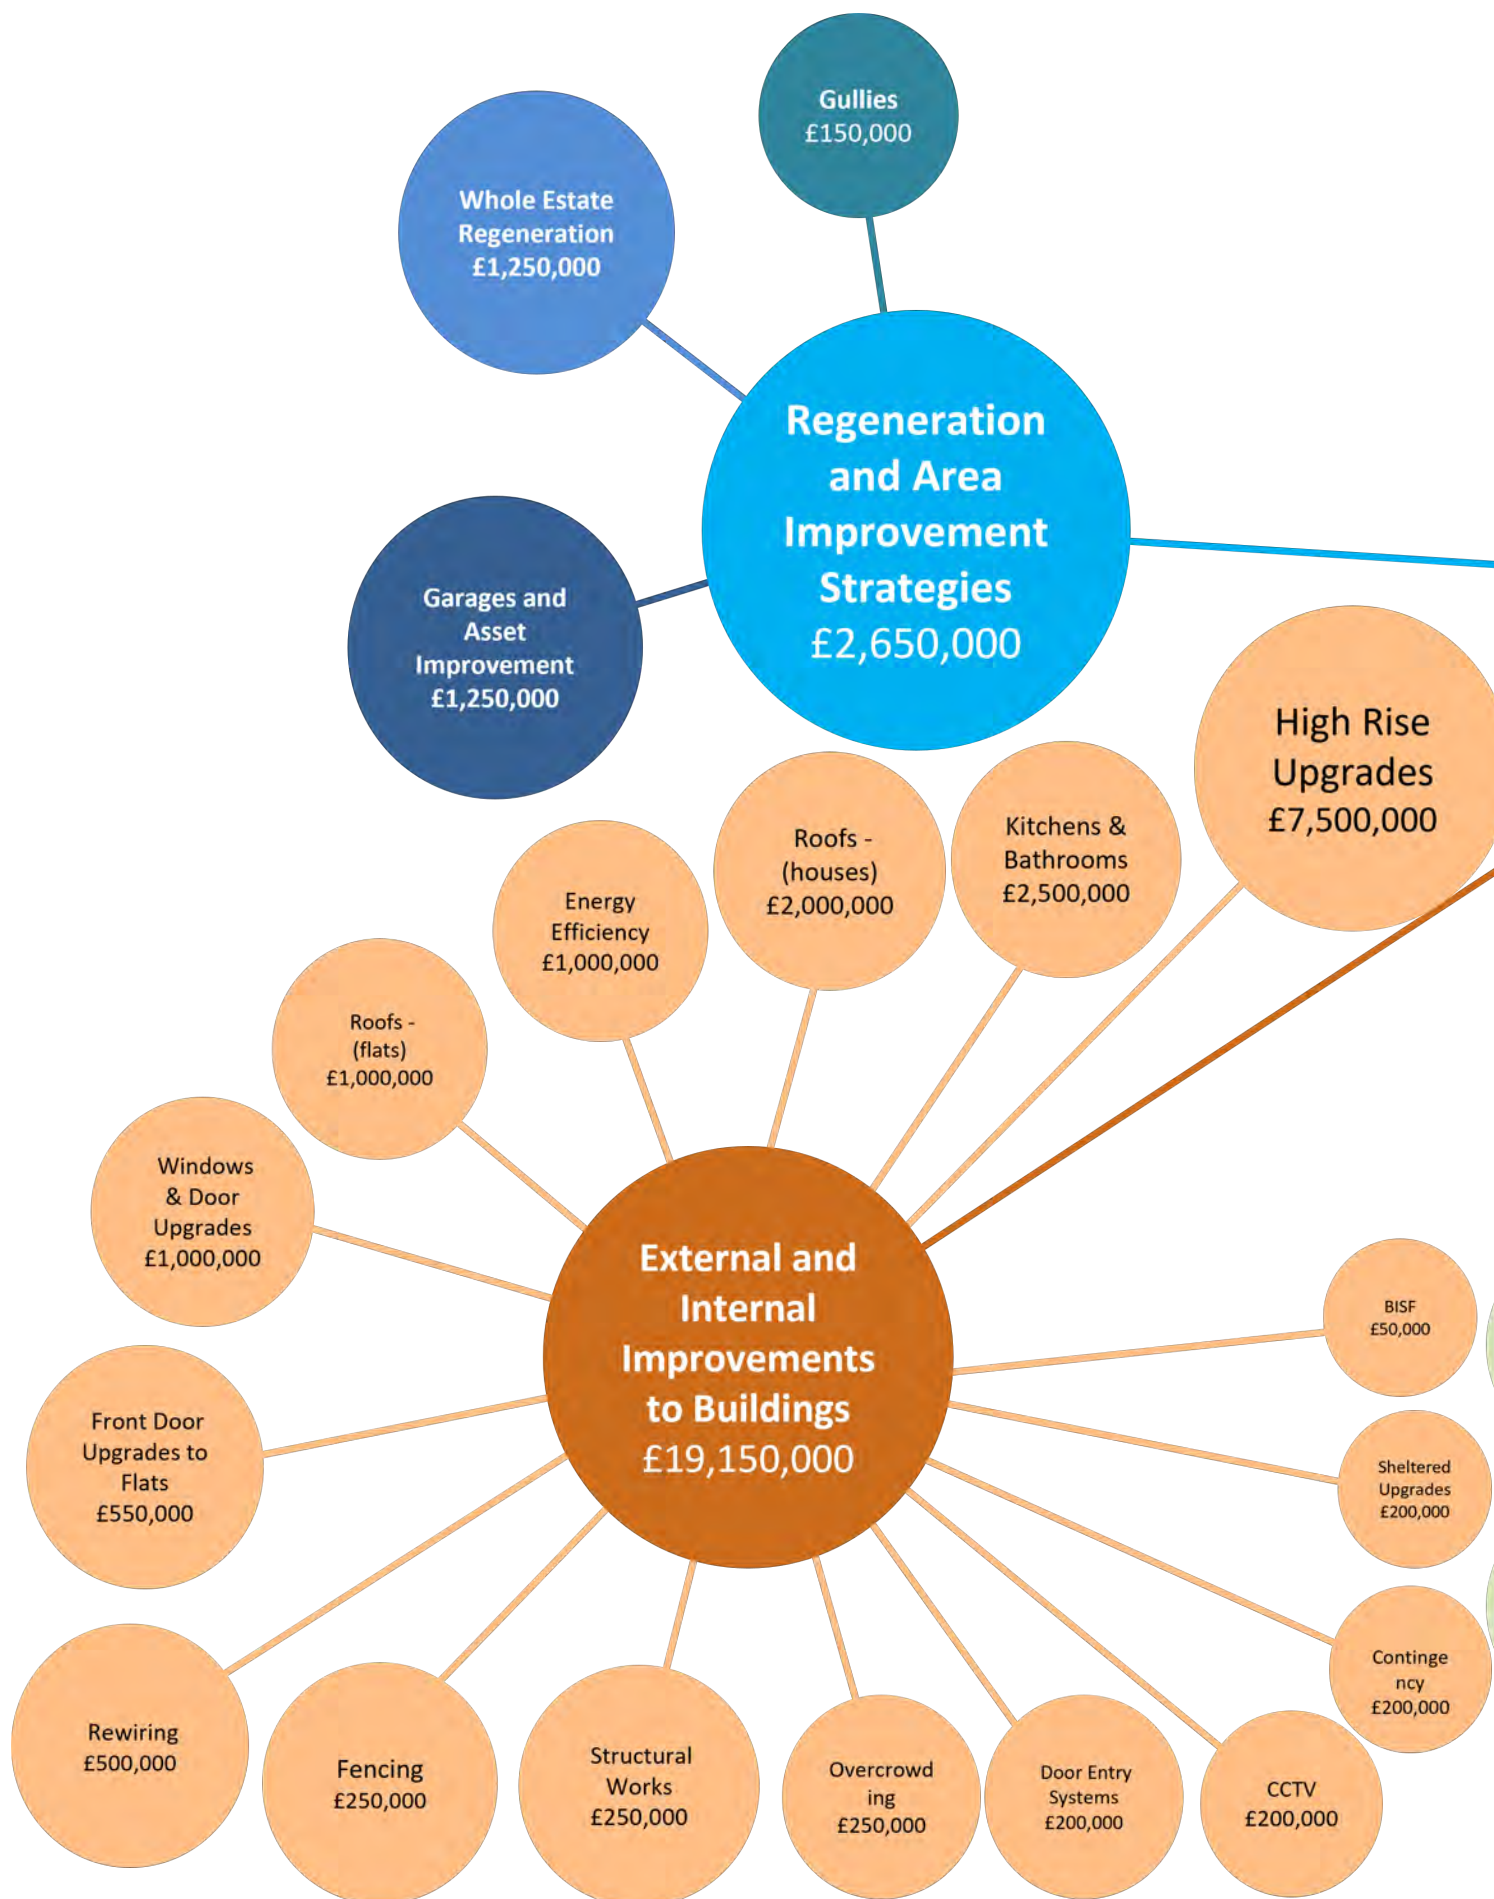 Gullies
£150,000
Whole Estate
Regeneration
£1,250,000
Regeneration
and Area
Improvement
Strategies
£2,650,000
Garages and
Asset
Improvement
£1,250,000
High Rise
Upgrades
£7,500,000
Kitchens &
Bathrooms
£2,500,000
Roofs -
(houses)
£2,000,000
Energy
Efficiency
£1,000,000
Roofs -
(flats)
£1,000,000
Windows
& Door
Upgrades
£1,000,000
External and
Internal
Improvements
to Buildings
£19,150,000
BISF
£50,000
Front Door
Upgrades to
Flats
£550,000
Sheltered
Upgrades
£200,000
Continge
ncy
£200,000
Rewiring
£500,000
Fencing
£250,000
Structural
Works
£250,000
Overcrowd
ing
£250,000
Door Entry
Systems
£200,000
CCTV
£200,000